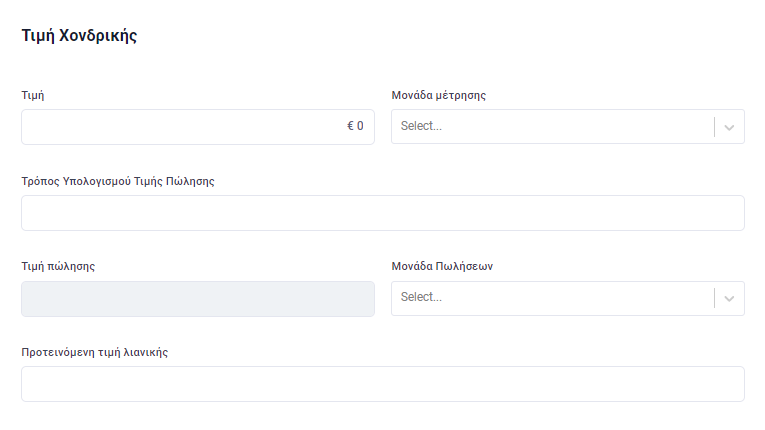 Τιμή Χονδρικής
Τιμή
Μονάδα μέτρησης
€ 0
Select...
Τρόπος Υπολογισμού Τιμής Πώλησης
Τιμή πώλησης
Μονάδα Πωλήσεων
Select...
Προτεινόμενη τιμή λιανικής